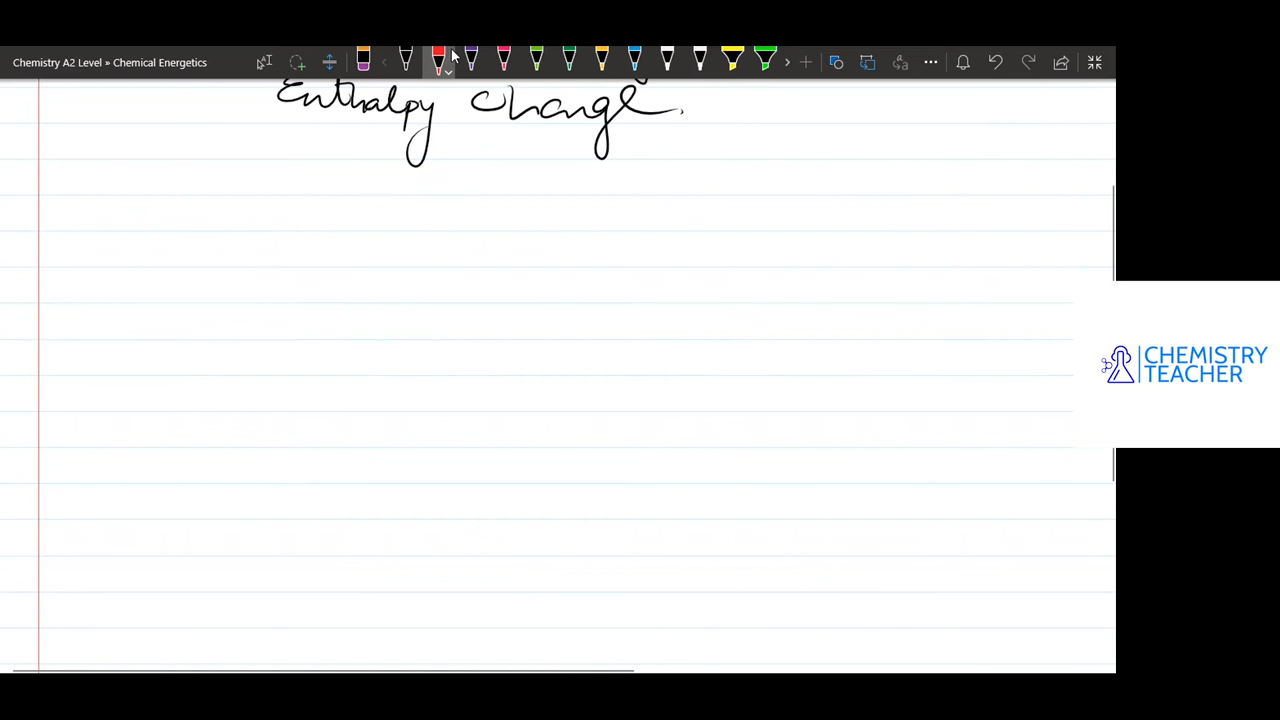 Chemistry A2 Level » Chemical Energetics
Enthalpy Change.
CHEMISTRY
TEACHER